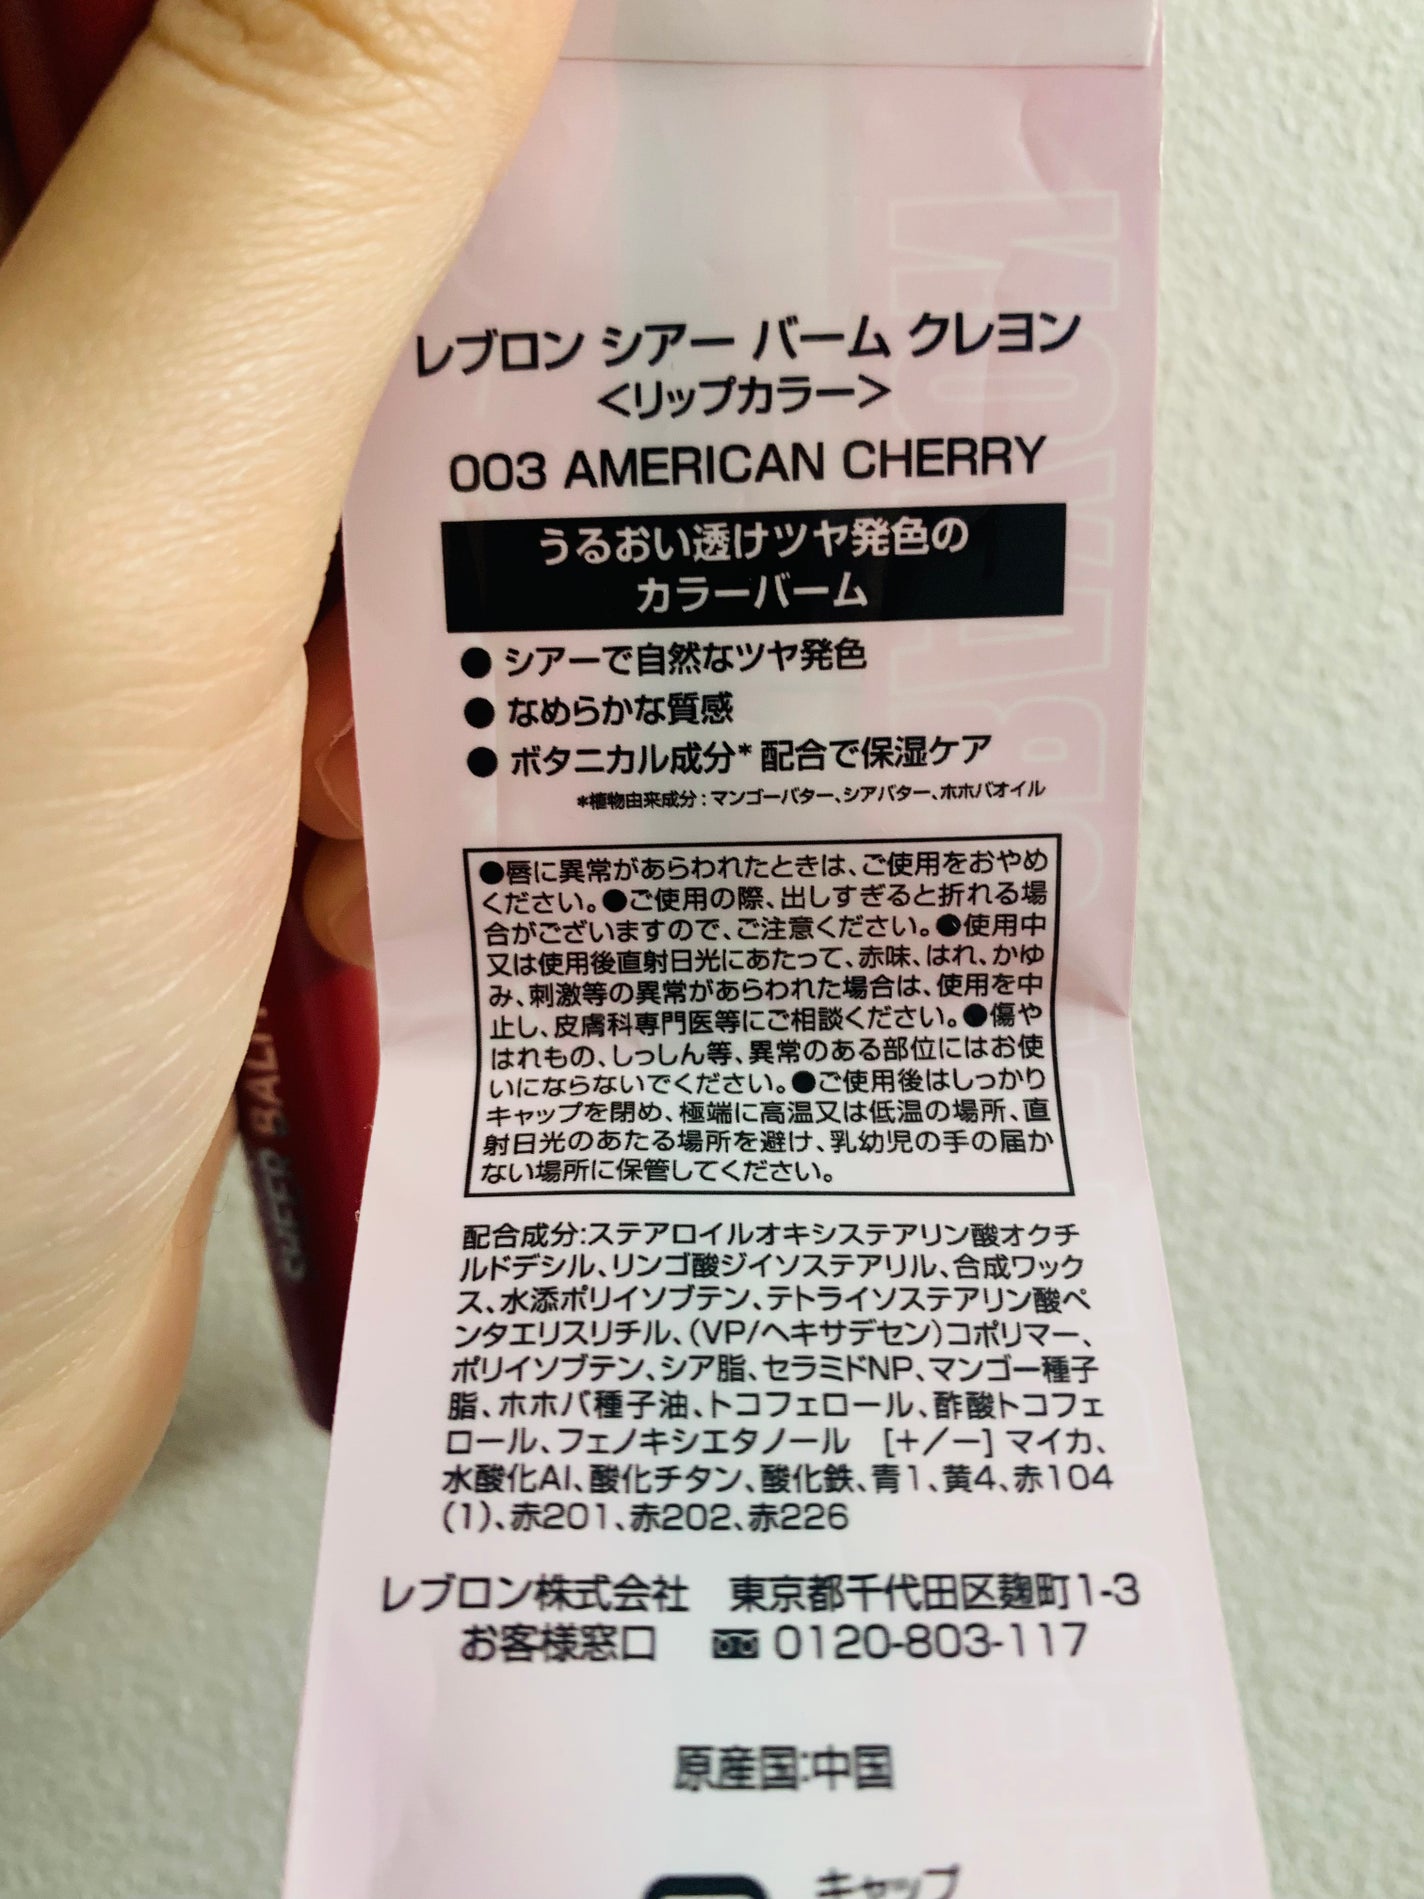 レブロン シアー バーム クレヨン
<リップカラー>
003 AMERICAN CHERRY
うるおい透けツヤ発色の
カラーバーム
● シアーで自然なツヤ発色
● なめらかな質感
● ボタニカル成分* 配合で保湿ケア
*植物由来成分：マンゴーバター、シアバター、ホホバオイル
●唇に異常があらわれたときは、ご使用をおやめ
ください。●ご使用の際、出しすぎると折れる場
合がございますので、ご注意ください。●使用中
又は使用後直射日光にあたって、赤味、はれ、かゆ
み、刺激等の異常があらわれた場合は、使用を中
止し、皮膚科専門医等にご相談ください。●傷や
はれもの、しっしん等、異常のある部位にはお使
いにならないでください。●ご使用後はしっかり
キャップを閉め、極端に高温又は低温の場所、直
射日光のあたる場所を避け、乳幼児の手の届か
ない場所に保管してください。
配合成分:ステアロイルオキシステアリン酸オクチ
ルドデシル、リンゴ酸ジイソステアリル、合成ワック
ス、水添ポリイソブテン、テトライソステアリン酸ペ
ンタエリスリチル、(VP/ヘキサデセン)コポリマー、
ポリイソブテン、シア脂、セラミドNP、マンゴー種子
脂、ホホバ種子油、トコフェロール、酢酸トコフェ
ロール、フェノキシエタノール [+/-] マイカ、
水酸化Al、酸化チタン、酸化鉄、青1、黄4、赤104
(1)、赤201、赤202、赤226
レブロン株式会社 東京都千代田区麹町1-3
お客様窓口 0120-803-117
原産国:中国
キャップ
SHEER BALM
REVLON